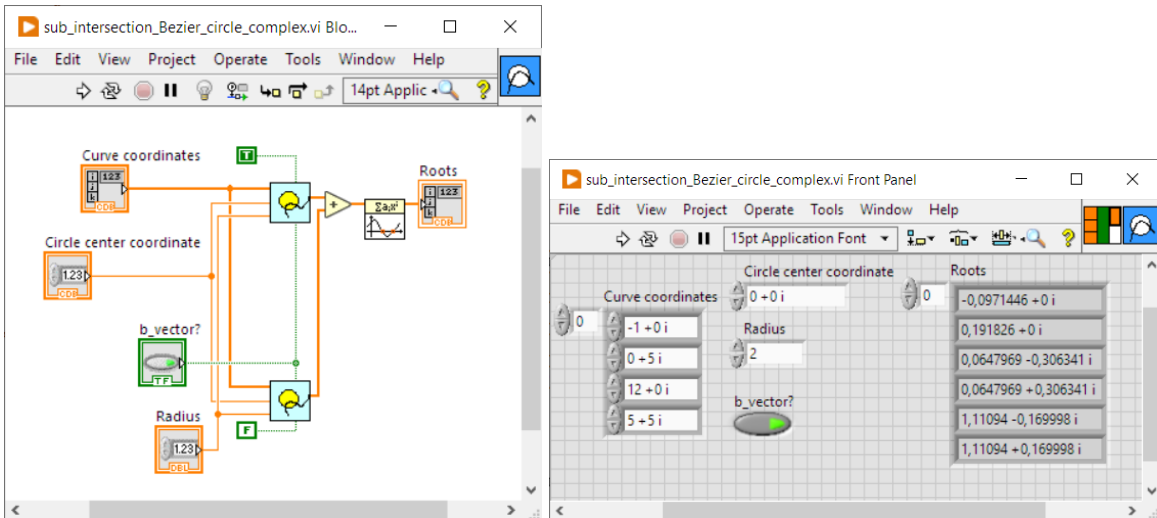 sub_intersection_Bezier_circle_complex.vi Blo...
File Edit View Project Operate Tools Window Help
14pt Applic
Curve coordinates
T
123
CDB
Roots
123
CDB
+
Σaᵢxⁱ
Circle center coordinate
1.23
CDB
b_vector?
TF
Radius
1.23
DBL
F
sub_intersection_Bezier_circle_complex.vi Front Panel
File Edit View Project Operate Tools Window Help
15pt Application Font
Circle center coordinate
Roots
0 +0 i
0
Curve coordinates
-0,0971446 +0 i
0
-1 +0 i
Radius
0,191826 +0 i
0 +5 i
2
0,0647969 -0,306341 i
12 +0 i
0,0647969 +0,306341 i
b_vector?
5 +5 i
1,11094 -0,169998 i
1,11094 +0,169998 i